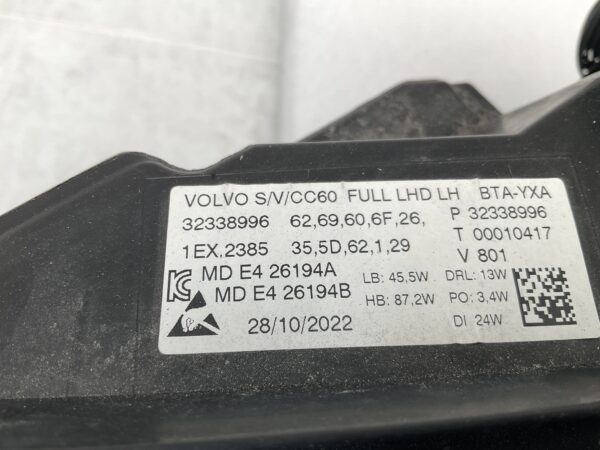 VOLVO S/V/CC60 FULL LHD LH BTA-YXA
32338996 62,69,60,6F,26, P 32338996
1EX.2385 35,5D,62,1,29 T 00010417
V 801
MD E4 26194A LB: 45,5W DRL: 13W
MD E4 26194B HB: 87,2W PO: 3,4W
28/10/2022 DI 24W